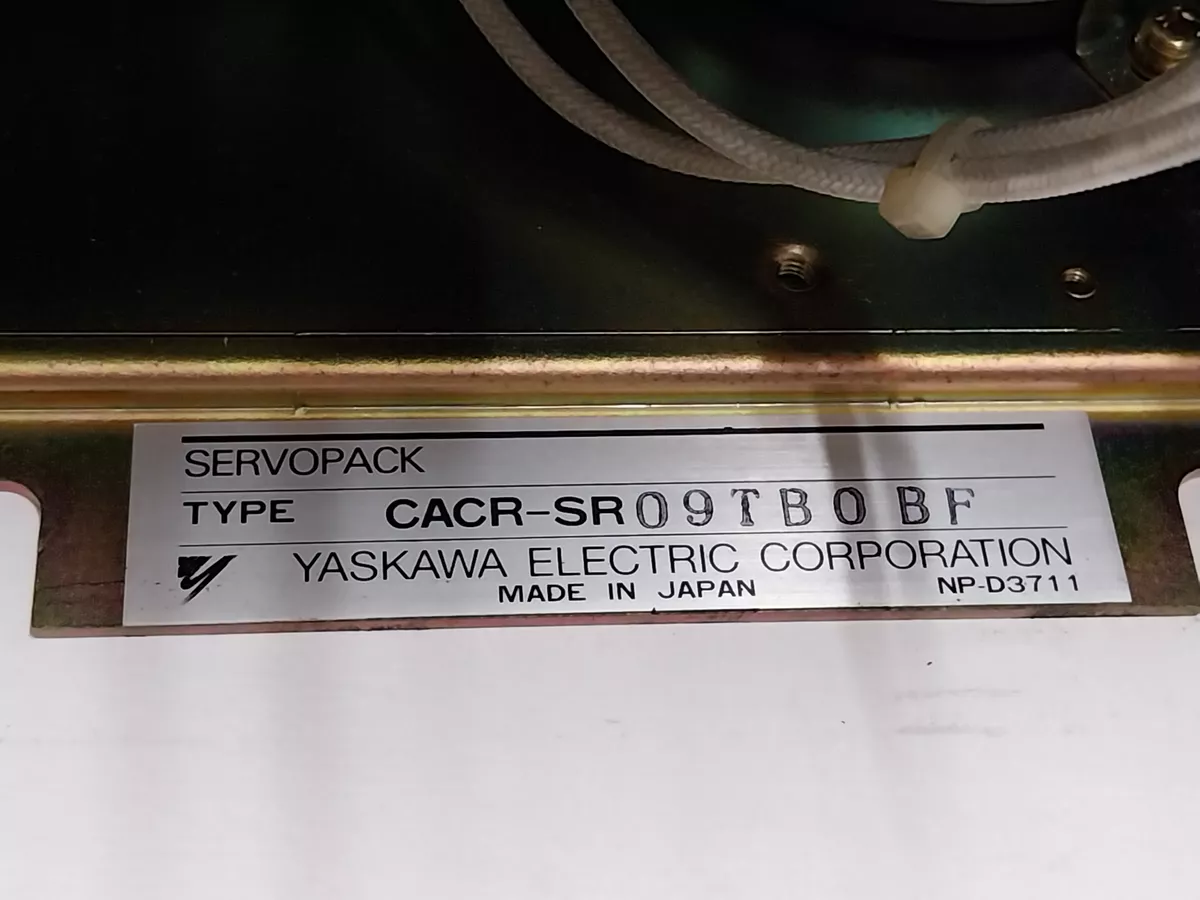 SERVOPACK
TYPE CACR-SR09TB0BF
YASKAWA ELECTRIC CORPORATION
MADE IN JAPAN NP-D3711